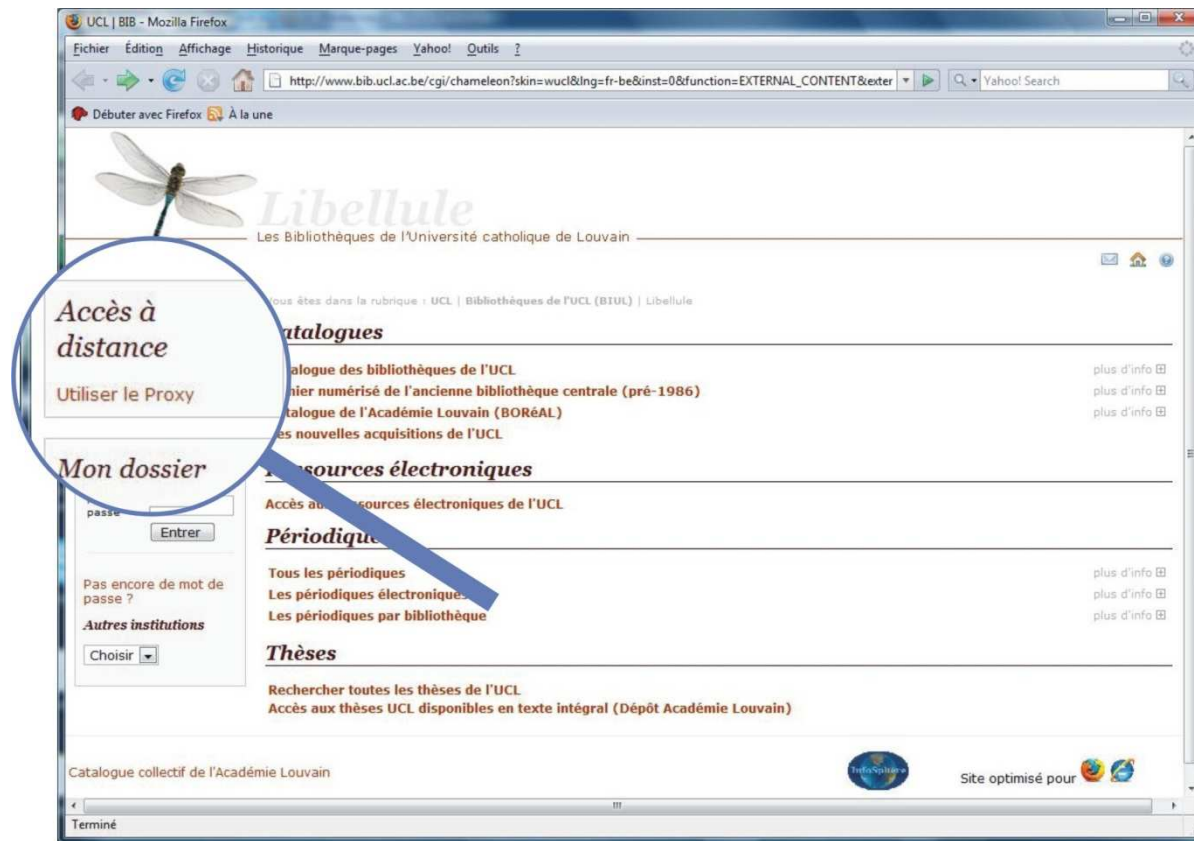 UCL | BIB - Mozilla Firefox
Fichier Édition Affichage Historique Marque-pages Yahoo! Outils ?
http://www.bib.ucl.ac.be/cgi/chameleon?skin=wucl&lng=fr-be&inst=0&function=EXTERNAL_CONTENT&exter Yahoo! Search
Débuter avec Firefox À la une
Libellule
Les Bibliothèques de l'Université catholique de Louvain
Accès à
distance
Utiliser le Proxy
Mon dossier
passe
Entrer
Pas encore de mot de
passe ?
Autres institutions
Choisir
ous êtes dans la rubrique : UCL | Bibliothèques de l'UCL (BIUL) | Libellule
atalogues
alogue des bibliothèques de l'UCL plus d'info
hier numérisé de l'ancienne bibliothèque centrale (pré-1986) plus d'info
talogue de l'Académie Louvain (BORéAL) plus d'info
es nouvelles acquisitions de l'UCL
ssources électroniques
Accès au ssources électroniques de l'UCL
Périodiqu
Tous les périodiques plus d'info
Les périodiques électroniques plus d'info
Les périodiques par bibliothèque plus d'info
Thèses
Rechercher toutes les thèses de l'UCL
Accès aux thèses UCL disponibles en texte intégral (Dépôt Académie Louvain)
Catalogue collectif de l'Académie Louvain InfoSphere Site optimisé pour
Terminé